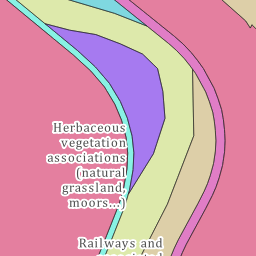 Herbaceous
vegetation
associations
(natural
grassland,
moors...)
Railways and